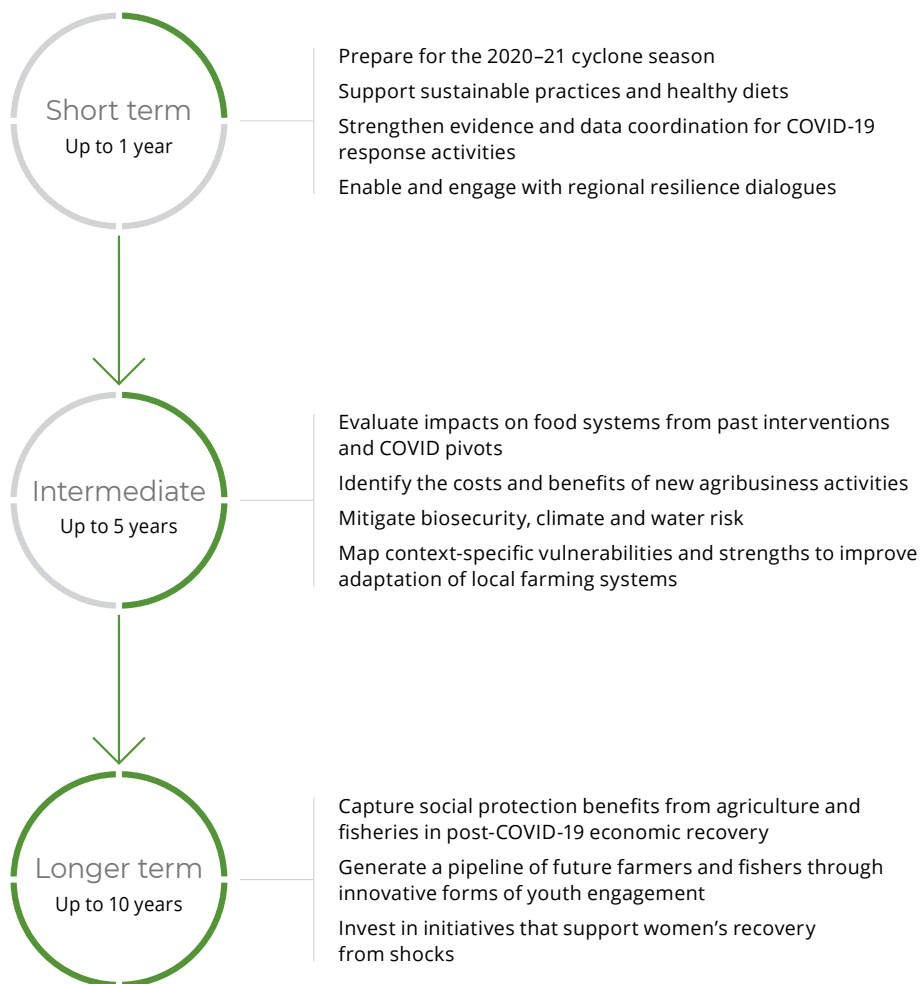 Short term
Up to 1 year
Prepare for the 2020–21 cyclone season
Support sustainable practices and healthy diets
Strengthen evidence and data coordination for COVID-19
response activities
Enable and engage with regional resilience dialogues
Intermediate
Up to 5 years
Evaluate impacts on food systems from past interventions
and COVID pivots
Identify the costs and benefits of new agribusiness activities
Mitigate biosecurity, climate and water risk
Map context-specific vulnerabilities and strengths to improve
adaptation of local farming systems
Longer term
Up to 10 years
Capture social protection benefits from agriculture and
fisheries in post-COVID-19 economic recovery
Generate a pipeline of future farmers and fishers through
innovative forms of youth engagement
Invest in initiatives that support women’s recovery
from shocks